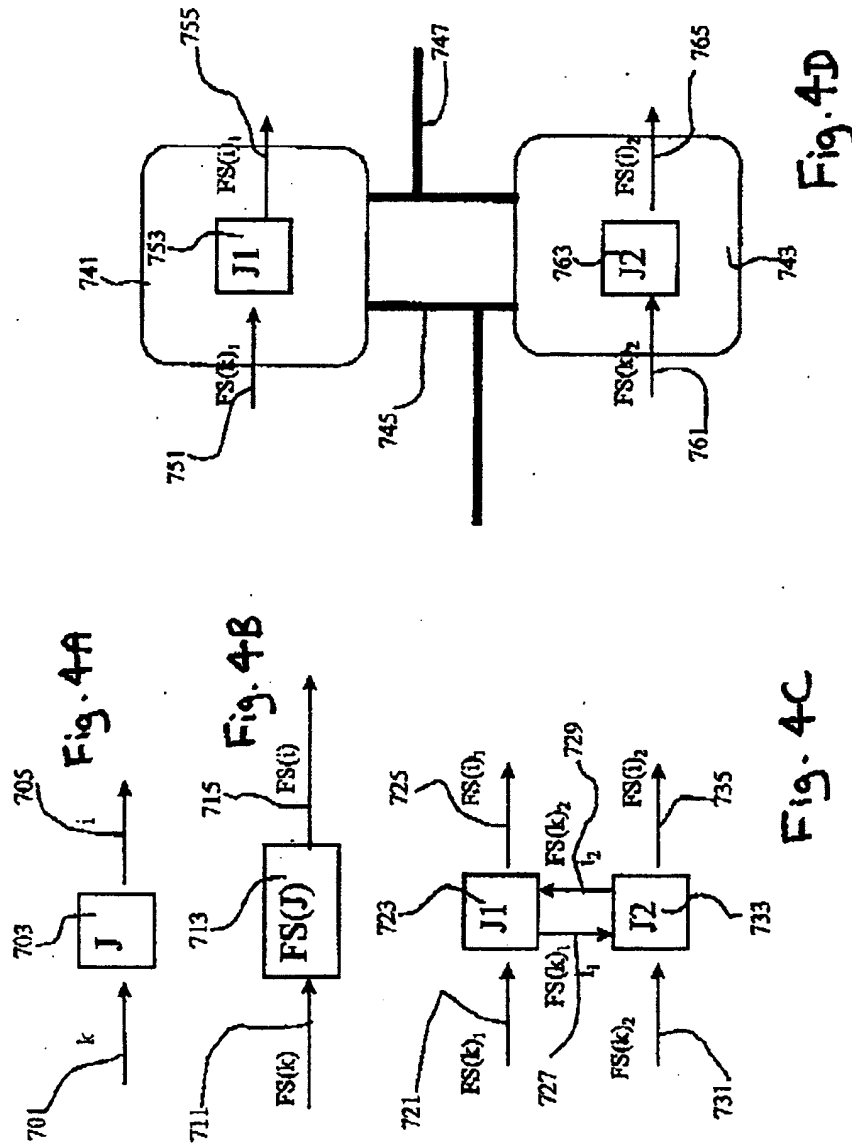 Fig. 4A
701
k
703
J
705
i
Fig. 4B
711
FS(k)
713
FS(J)
715
FS(i)
Fig. 4C
721
FS(k)₁
723
J1
725
FS(i)₁
FS(k)₁
i₁
727
FS(k)₂
i₂
729
731
FS(k)₂
J2
733
FS(i)₂
735
Fig. 4D
741
751
FS(k)₁
753
J1
FS(i)₁
755
745
747
761
FS(k)₂
763
J2
FS(i)₂
765
743